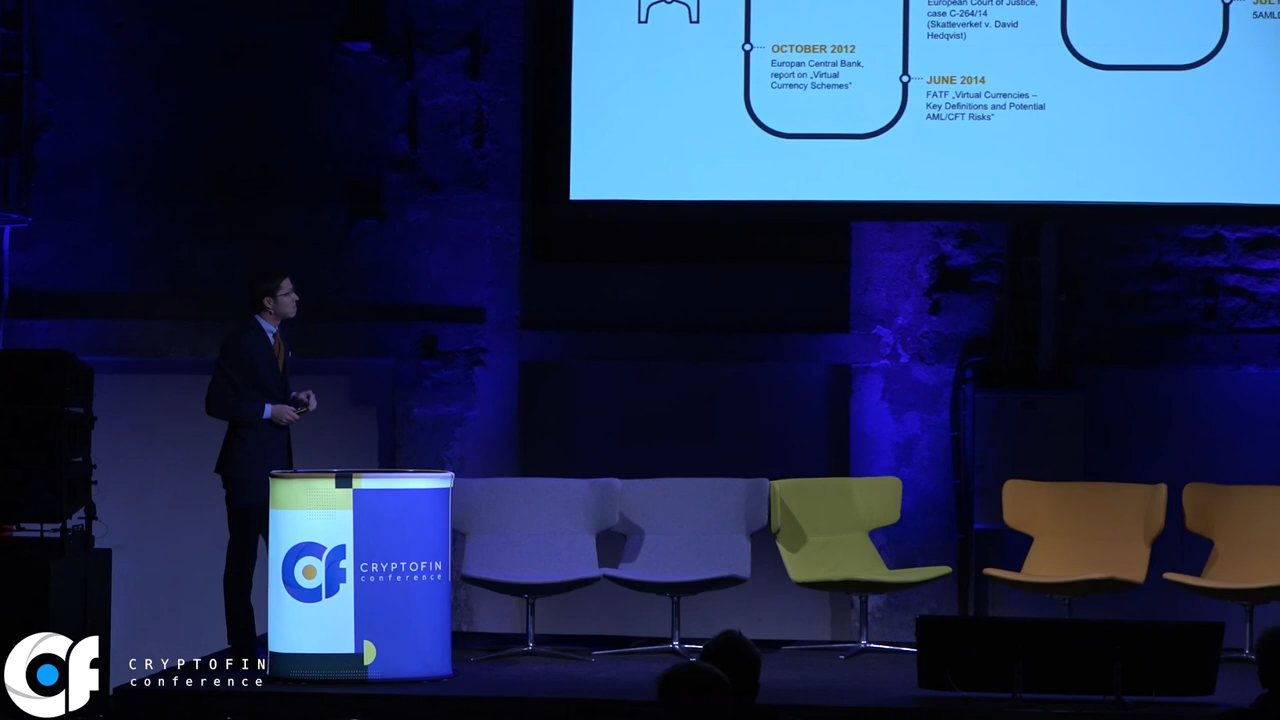 European Court of Justice,
case C-264/14
(Skatteverket v. David
Hedqvist)
OCTOBER 2012
Europan Central Bank,
report on „Virtual
Currency Schemes“
JUNE 2014
FATF „Virtual Currencies –
Key Definitions and Potential
AML/CFT Risks“
5AMLD
CRYPTOFIN
conference
CRYPTOFIN
conference